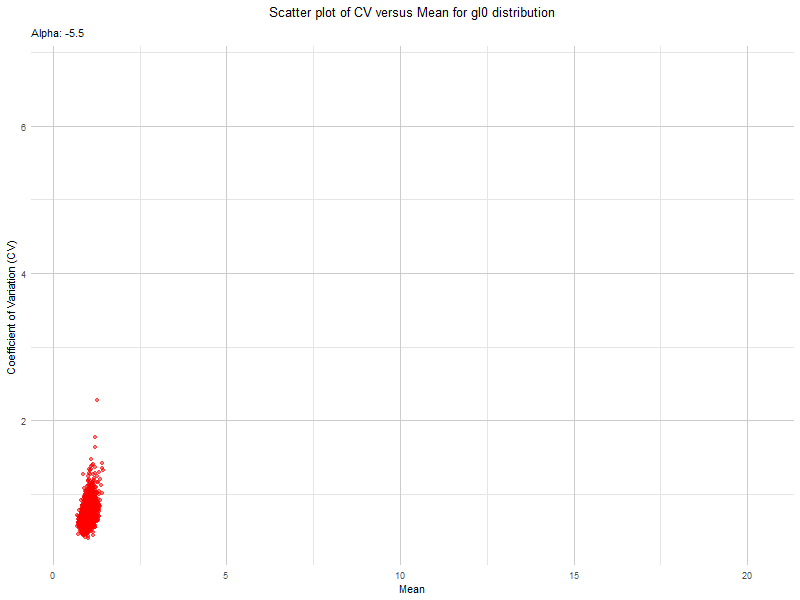 Scatter plot of CV versus Mean for gI0 distribution
Alpha: -5.5
Coefficient of Variation (CV)
6
4
2
0
5
10
15
20
Mean